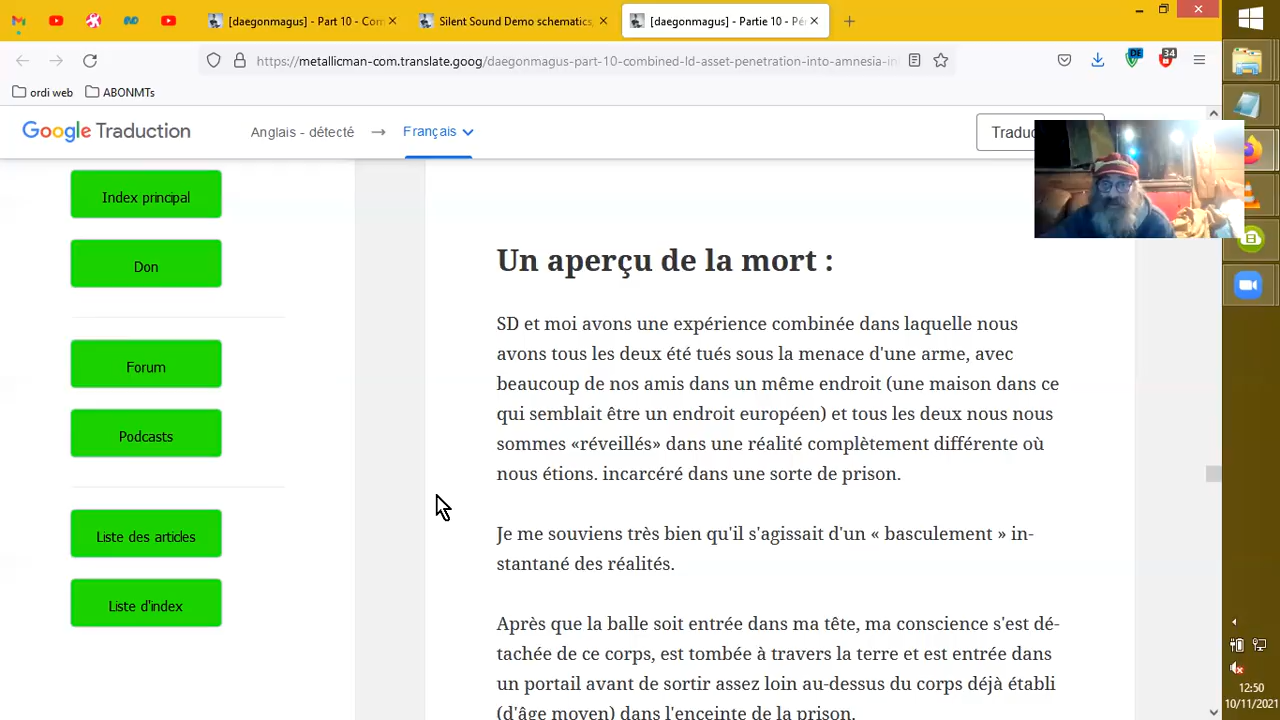 [daegonmagus] - Part 10 - Con
Silent Sound Demo schematics,
[daegonmagus] - Partie 10 - Pé
https://metallicman-com.translate.goog/daegonmagus-part-10-combined-ld-asset-penetration-into-amnesia-in
DE
34
ordi web
ABONMTs
Google Traduction
Anglais - détecté
Français
Traduc
Index principal
Don
Forum
Podcasts
Liste des articles
Liste d'index
Un aperçu de la mort :
SD et moi avons une expérience combinée dans laquelle nous
avons tous les deux été tués sous la menace d'une arme, avec
beaucoup de nos amis dans un même endroit (une maison dans ce
qui semblait être un endroit européen) et tous les deux nous nous
sommes «réveillés» dans une réalité complètement différente où
nous étions. incarcéré dans une sorte de prison.
Je me souviens très bien qu'il s'agissait d'un « basculement » in-
stantané des réalités.
Après que la balle soit entrée dans ma tête, ma conscience s'est dé-
tachée de ce corps, est tombée à travers la terre et est entrée dans
un portail avant de sortir assez loin au-dessus du corps déjà établi
(d'âge moyen) dans l'enceinte de la prison.
12:50
10/11/2021